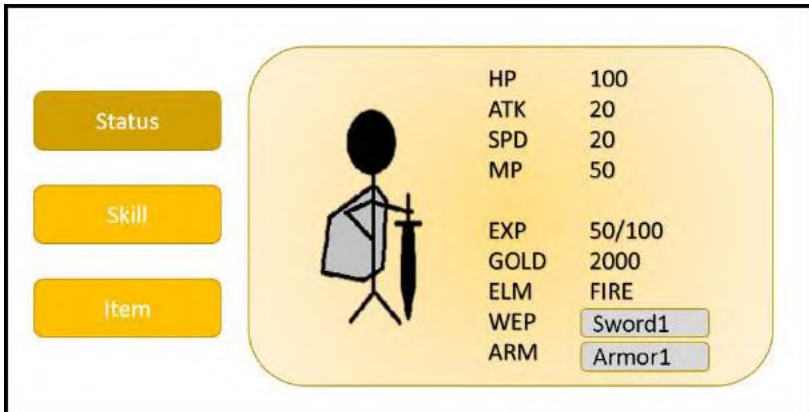 Status
Skill
Item
HP 100
ATK 20
SPD 20
MP 50
EXP 50/100
GOLD 2000
ELM FIRE
WEP Sword1
ARM Armor1